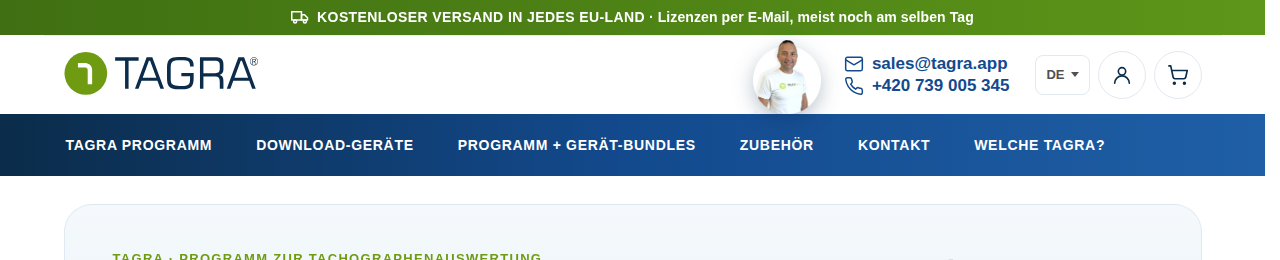 KOSTENLOSER VERSAND IN JEDES EU-LAND · Lizenzen per E-Mail, meist noch am selben Tag
TAGRA®
sales@tagra.app
+420 739 005 345
DE
TAGRA PROGRAMM DOWNLOAD-GERÄTE PROGRAMM + GERÄT-BUNDLES ZUBEHÖR KONTAKT WELCHE TAGRA?
TAGRA · PROGRAMM ZUR TACHOGRAPHENAUSWERTUNG